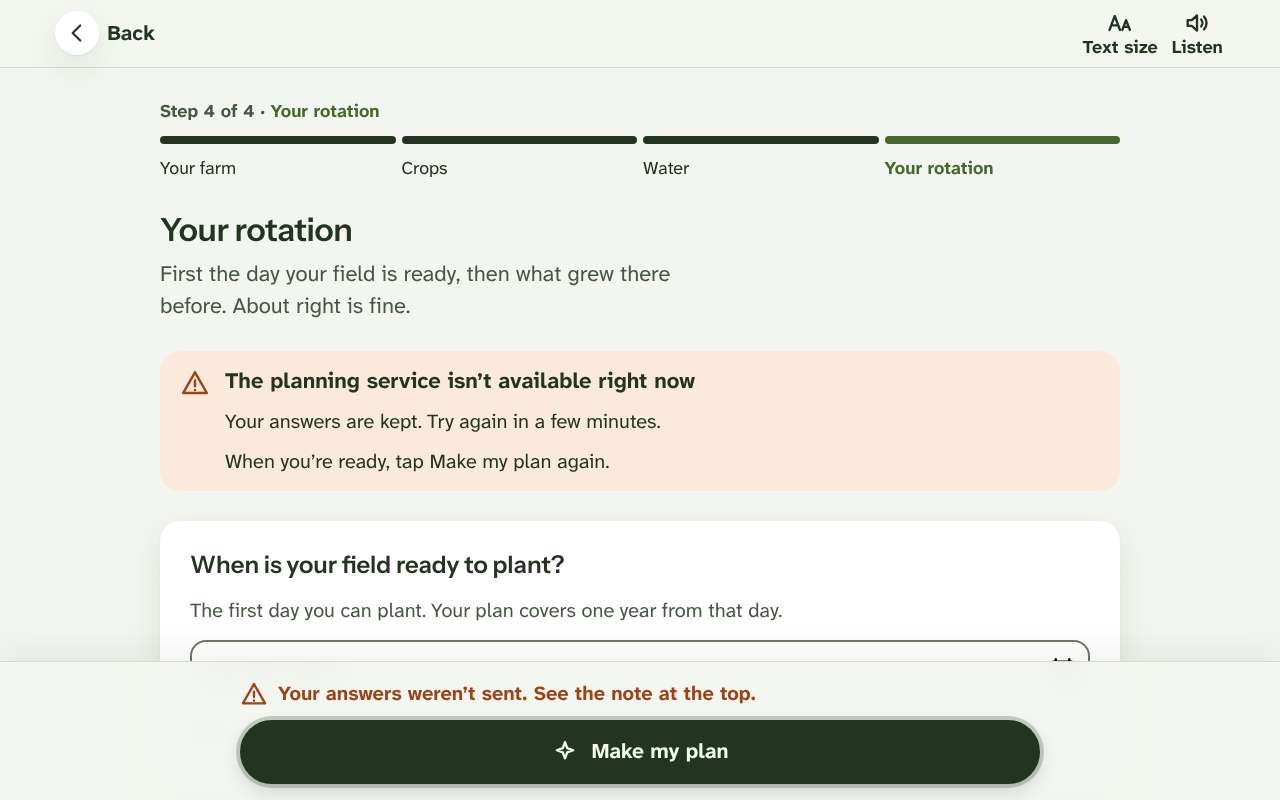 Back
Text size
Listen
Step 4 of 4 · Your rotation
Your farm
Crops
Water
Your rotation
Your rotation
First the day your field is ready, then what grew there
before. About right is fine.
The planning service isn’t available right now
Your answers are kept. Try again in a few minutes.
When you’re ready, tap Make my plan again.
When is your field ready to plant?
The first day you can plant. Your plan covers one year from that day.
Your answers weren’t sent. See the note at the top.
Make my plan